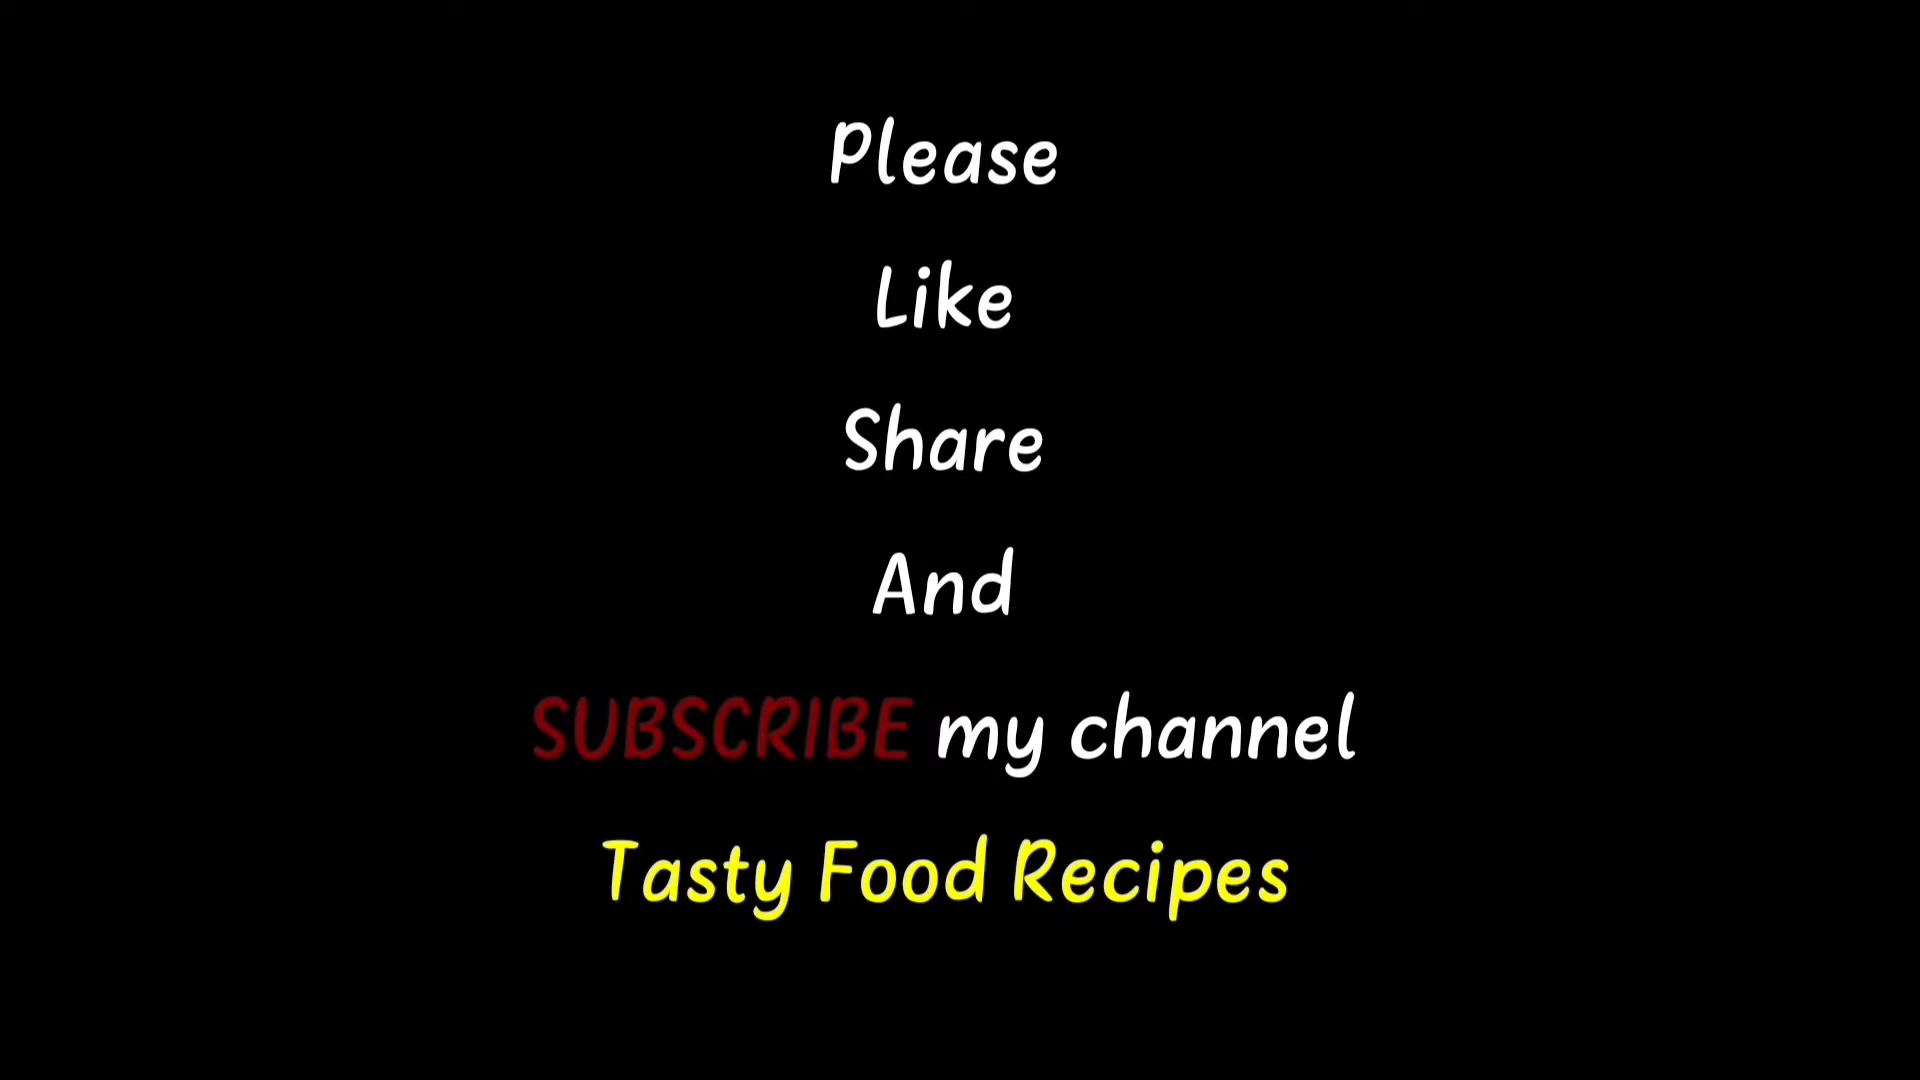 Please
Like
Share
And
SUBSCRIBE my channel
Tasty Food Recipes